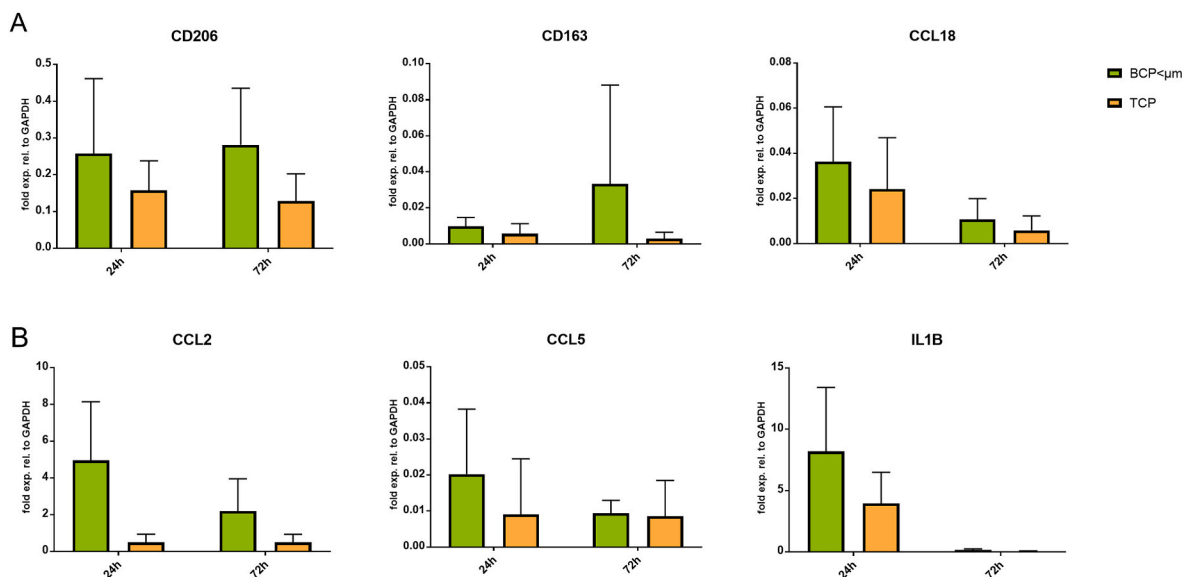 A
CD206
fold exp. rel. to GAPDH
0.5
0.4
0.3
0.2
0.1
0.0
24h
72h
CD163
fold exp. rel. to GAPDH
0.10
0.08
0.06
0.04
0.02
0.00
24h
72h
CCL18
fold exp. rel. to GAPDH
0.08
0.06
0.04
0.02
0.00
24h
72h
BCP<µm
TCP
B
CCL2
fold exp. rel. to GAPDH
10
8
6
4
2
0
24h
72h
CCL5
fold exp. rel. to GAPDH
0.05
0.04
0.03
0.02
0.01
0.00
24h
72h
IL1B
fold exp. rel. to GAPDH
15
10
5
0
24h
72h